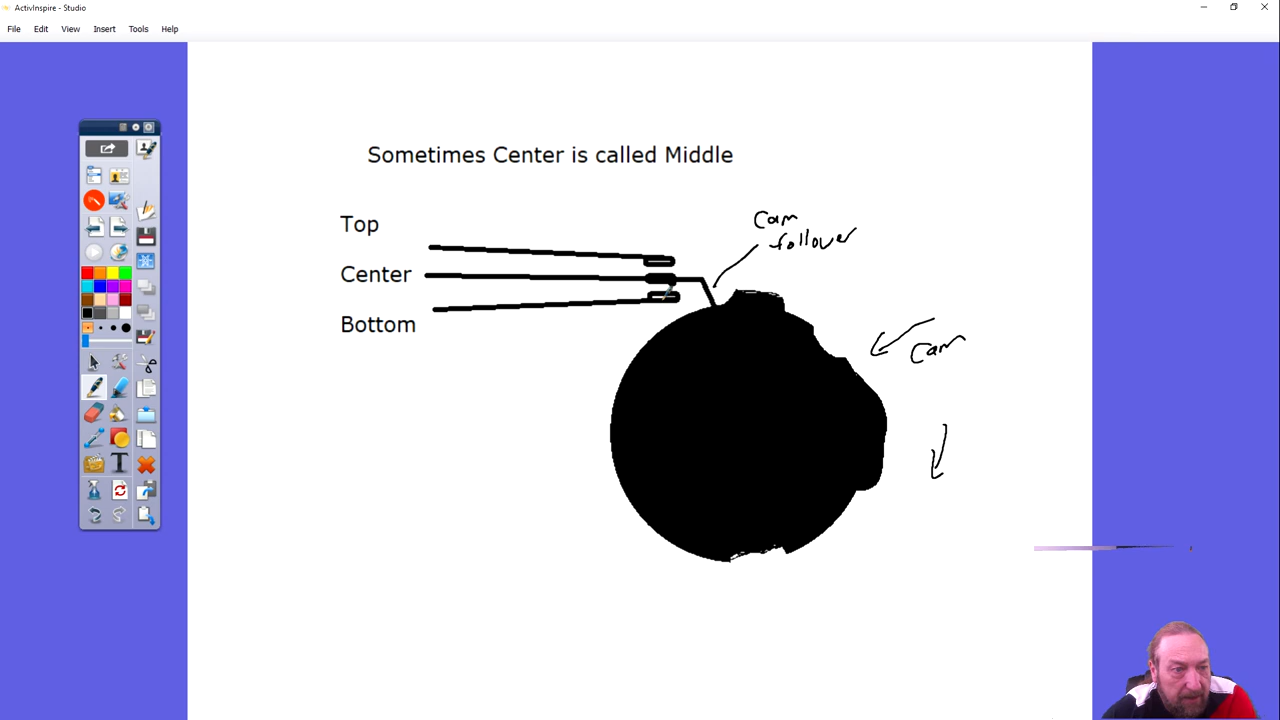 ActivInspire - Studio
File Edit View Insert Tools Help
Sometimes Center is called Middle
Top
Center
Bottom
Cam
follower
Cam